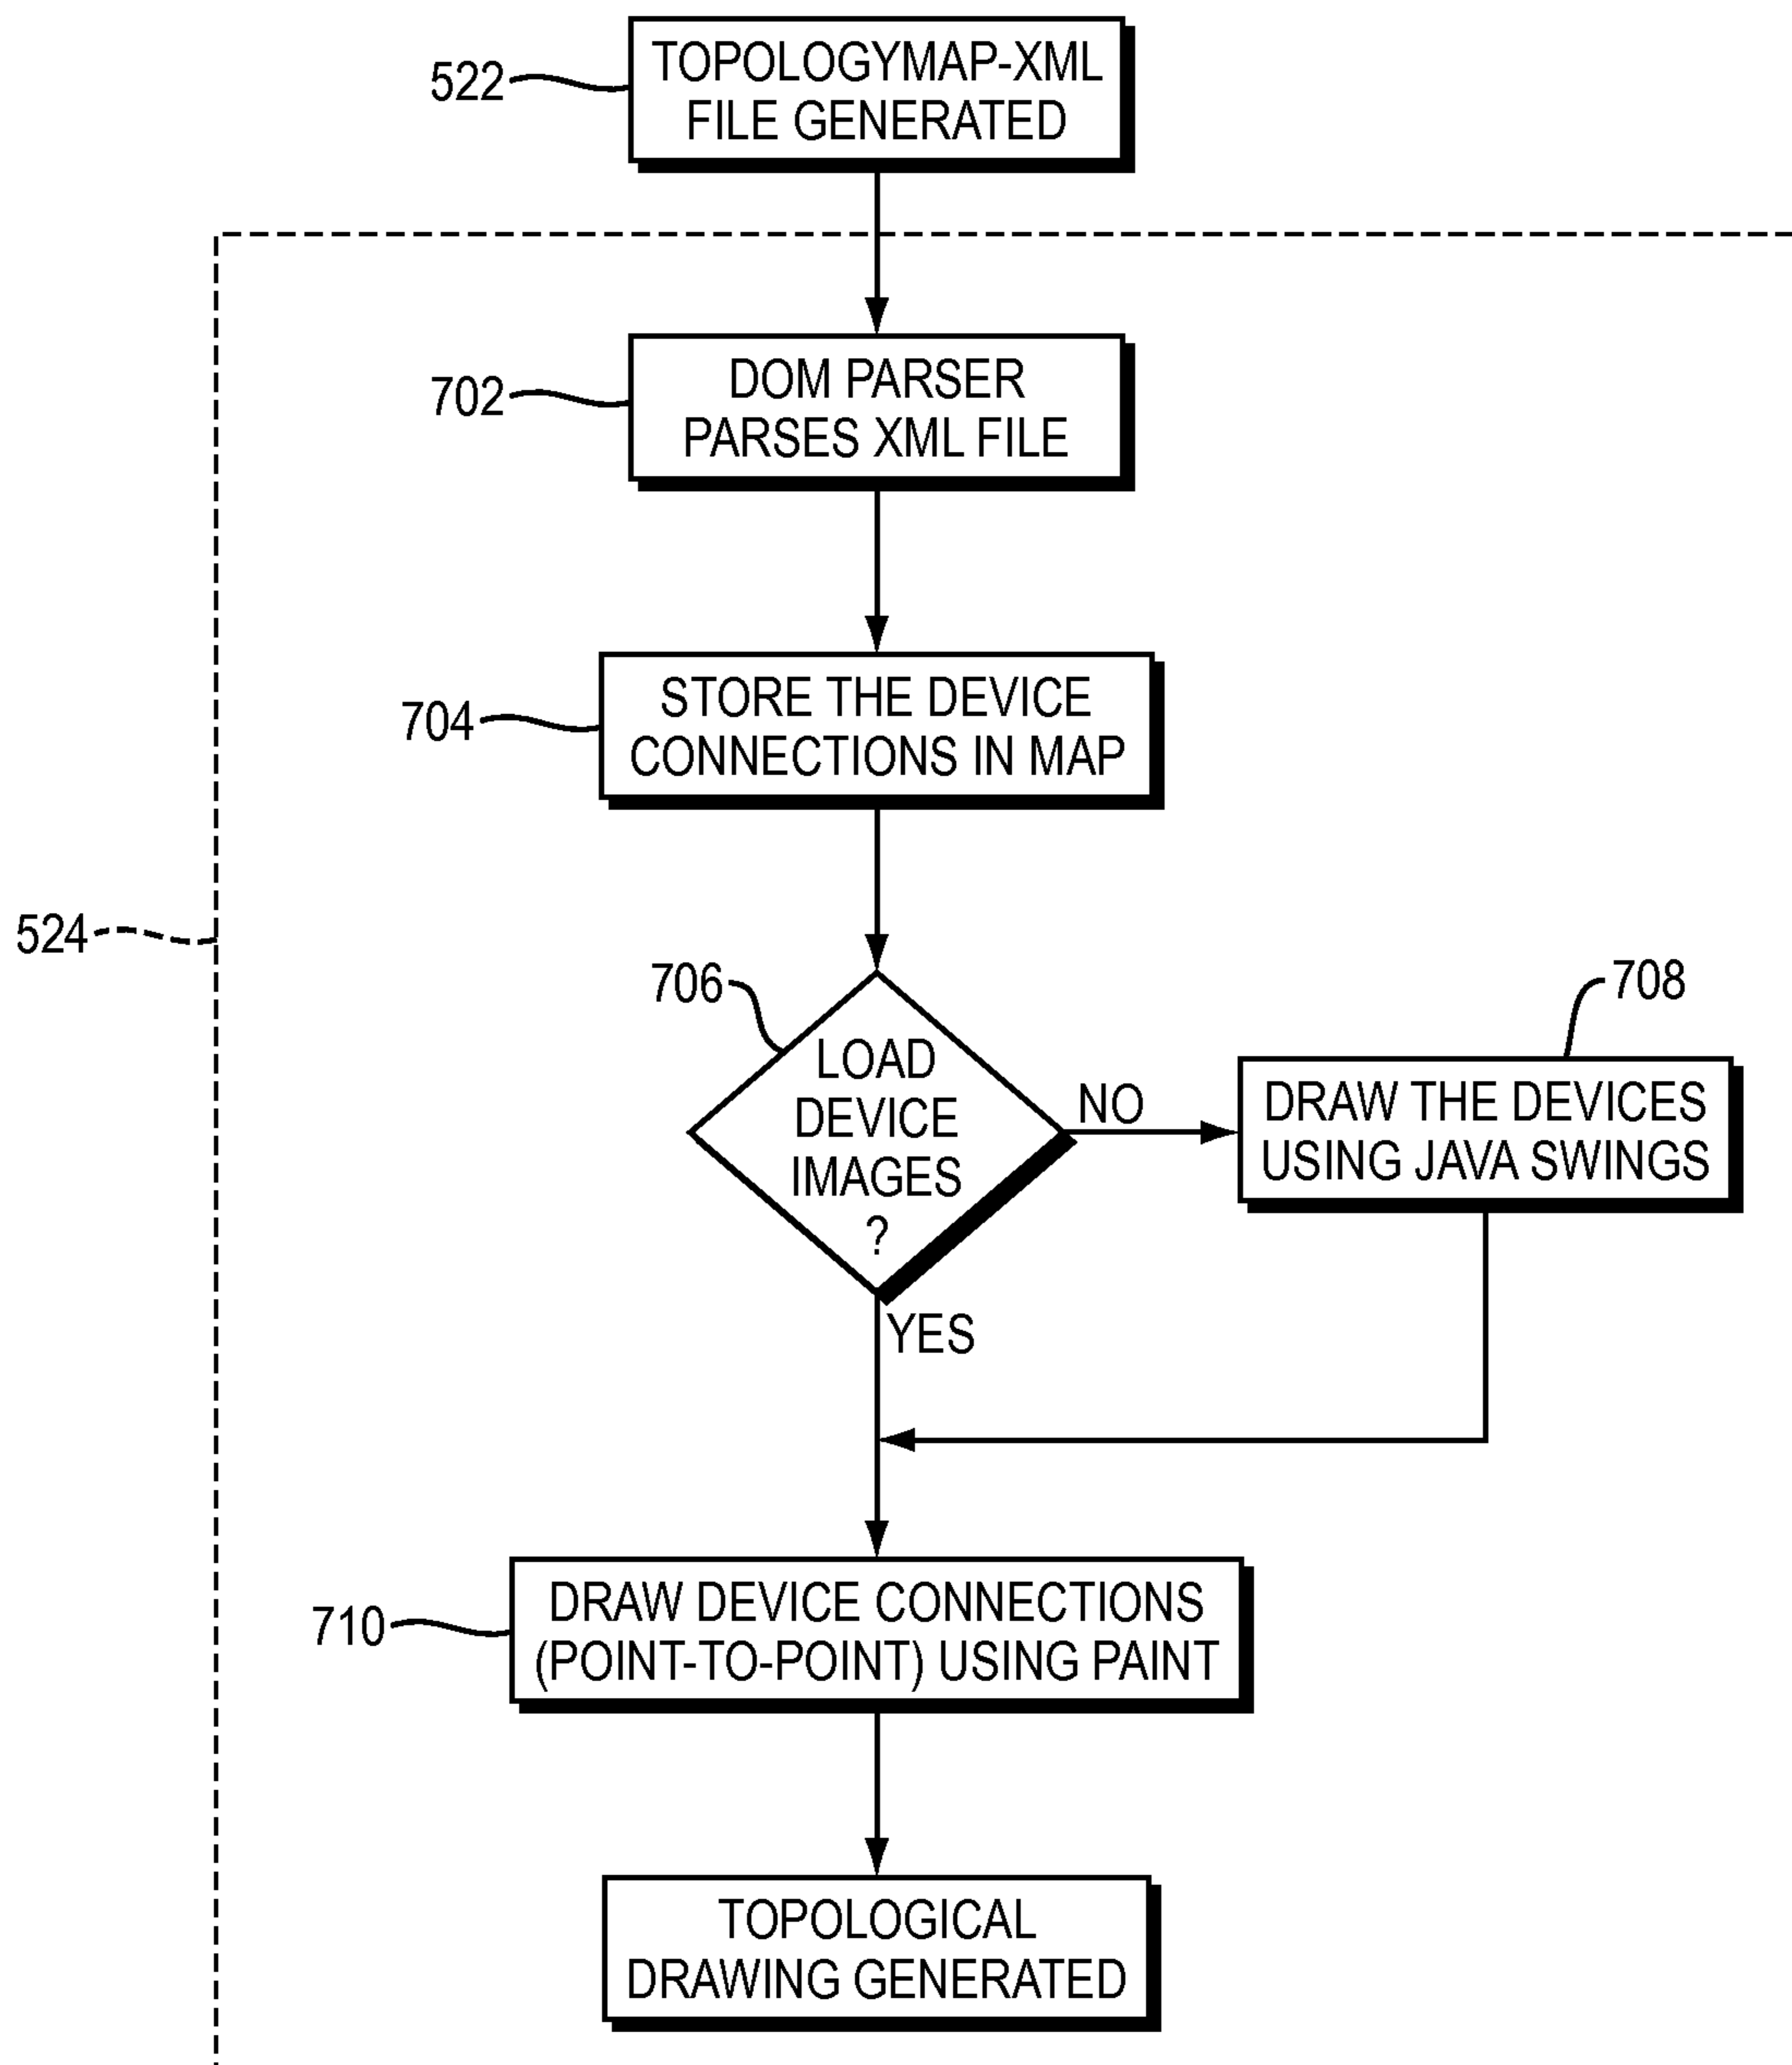 522
TOPOLOGYMAP-XML
FILE GENERATED
702
DOM PARSER
PARSES XML FILE
704
STORE THE DEVICE
CONNECTIONS IN MAP
524
706
LOAD
DEVICE
IMAGES
?
NO
708
DRAW THE DEVICES
USING JAVA SWINGS
YES
710
DRAW DEVICE CONNECTIONS
(POINT-TO-POINT) USING PAINT
TOPOLOGICAL
DRAWING GENERATED